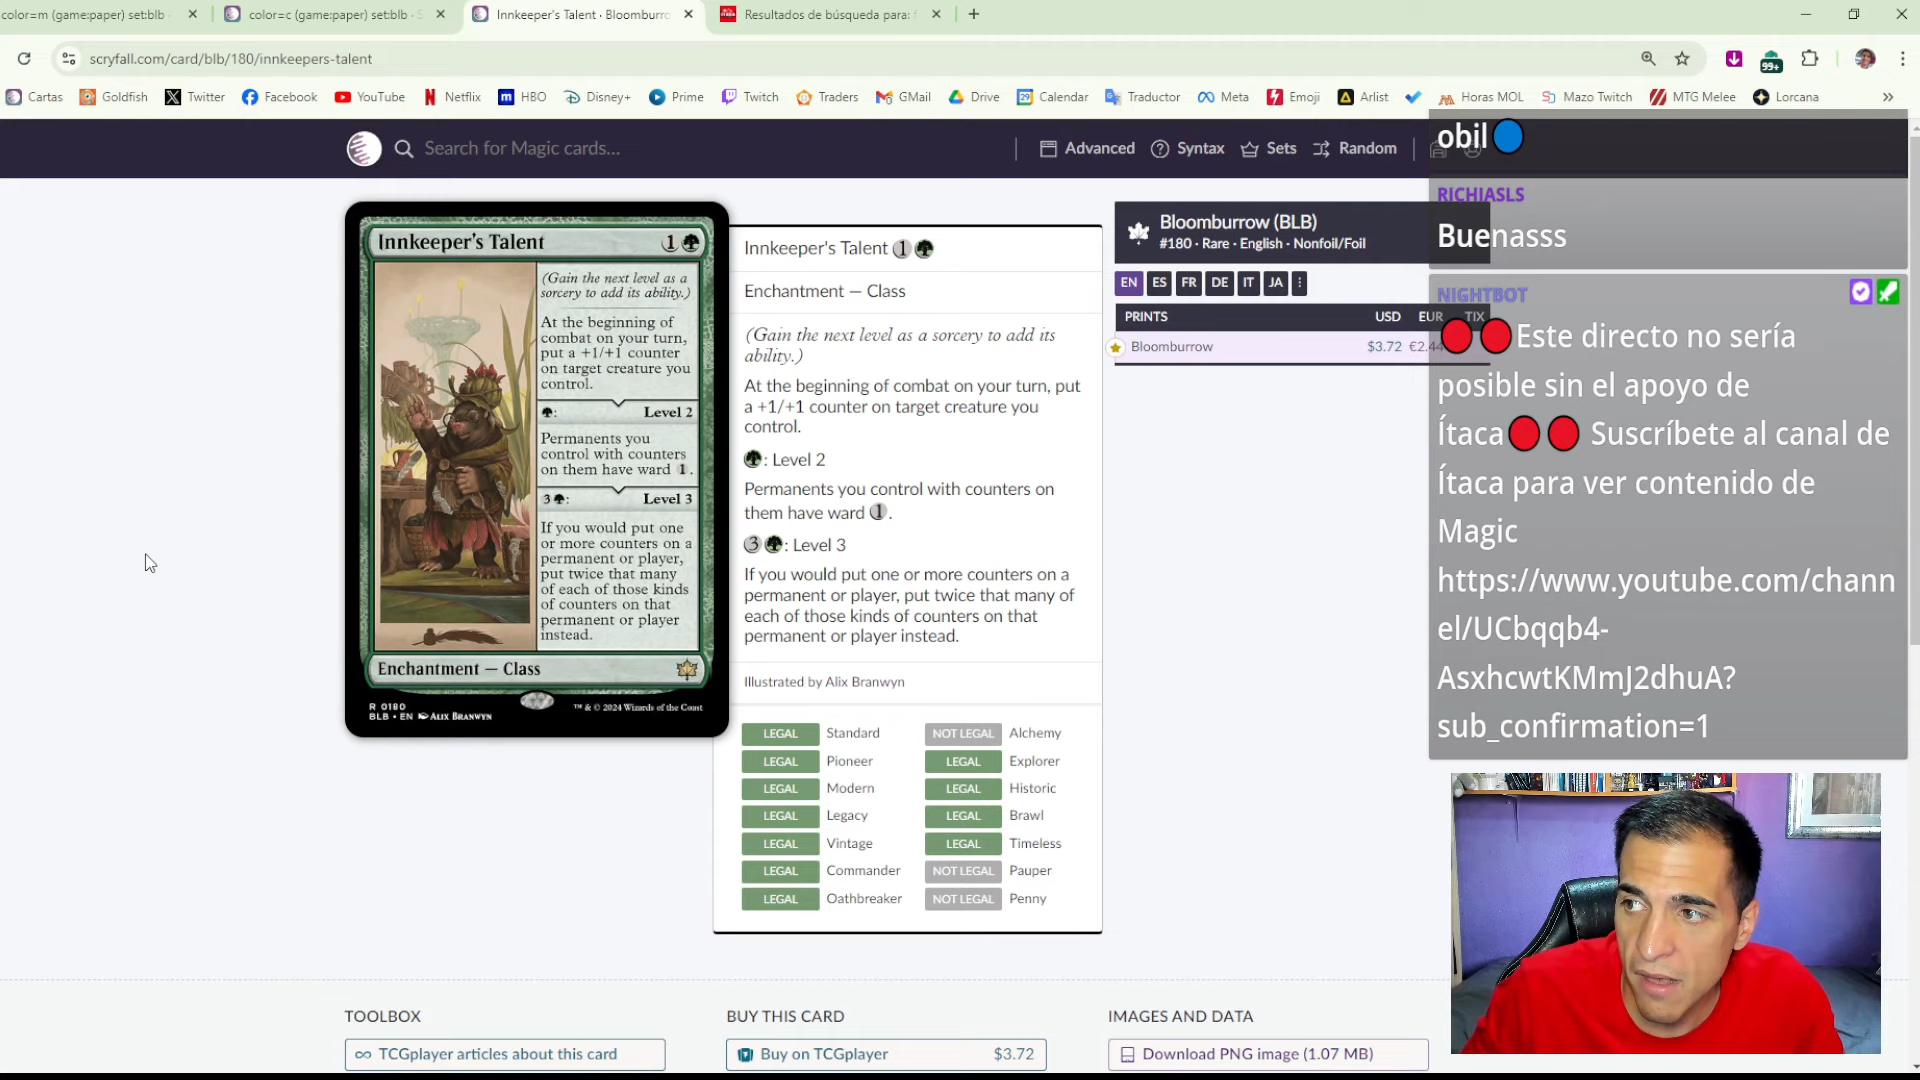 color=m (game:paper) set:blb
color=c (game:paper) set:blb · S
Innkeeper's Talent · Bloomburro
Resultados de búsqueda para: f
scryfall.com/card/blb/180/innkeepers-talent
99+
Cartas
Goldfish
Twitter
Facebook
YouTube
Netflix
HBO
Disney+
Prime
Twitch
Traders
GMail
Drive
Calendar
Traductor
Meta
Emoji
Arlist
Horas MOL
Mazo Twitch
MTG Melee
Lorcana
Search for Magic cards...
Advanced
Syntax
Sets
Random
Innkeeper's Talent 1
(Gain the next level as a
sorcery to add its ability.)
At the beginning of
combat on your turn,
put a +1/+1 counter
on target creature you
control.
: Level 2
Permanents you
control with counters
on them have ward 1.
3 : Level 3
If you would put one
or more counters on a
permanent or player,
put twice that many
of each of those kinds
of counters on that
permanent or player
instead.
Enchantment — Class
R 0180
BLB • EN ALIX BRANWYN
™ & © 2024 Wizards of the Coast
Innkeeper's Talent 1
Enchantment — Class
(Gain the next level as a sorcery to add its
ability.)
At the beginning of combat on your turn, put
a +1/+1 counter on target creature you
control.
: Level 2
Permanents you control with counters on
them have ward 1.
3 : Level 3
If you would put one or more counters on a
permanent or player, put twice that many of
each of those kinds of counters on that
permanent or player instead.
Illustrated by Alix Branwyn
LEGAL Standard NOT LEGAL Alchemy
LEGAL Pioneer LEGAL Explorer
LEGAL Modern LEGAL Historic
LEGAL Legacy LEGAL Brawl
LEGAL Vintage LEGAL Timeless
LEGAL Commander NOT LEGAL Pauper
LEGAL Oathbreaker NOT LEGAL Penny
Bloomburrow (BLB)
#180 · Rare · English · Nonfoil/Foil
EN ES FR DE IT JA
PRINTS USD EUR TIX
Bloomburrow $3.72 €2.44
obil
RICHIASLS
Buenasss
NIGHTBOT
Este directo no sería
posible sin el apoyo de
Ítaca Suscríbete al canal de
Ítaca para ver contenido de
Magic
https://www.youtube.com/chann
el/UCbqqb4-
AsxhcwtKMmJ2dhuA?
sub_confirmation=1
TOOLBOX
TCGplayer articles about this card
BUY THIS CARD
Buy on TCGplayer $3.72
IMAGES AND DATA
Download PNG image (1.07 MB)